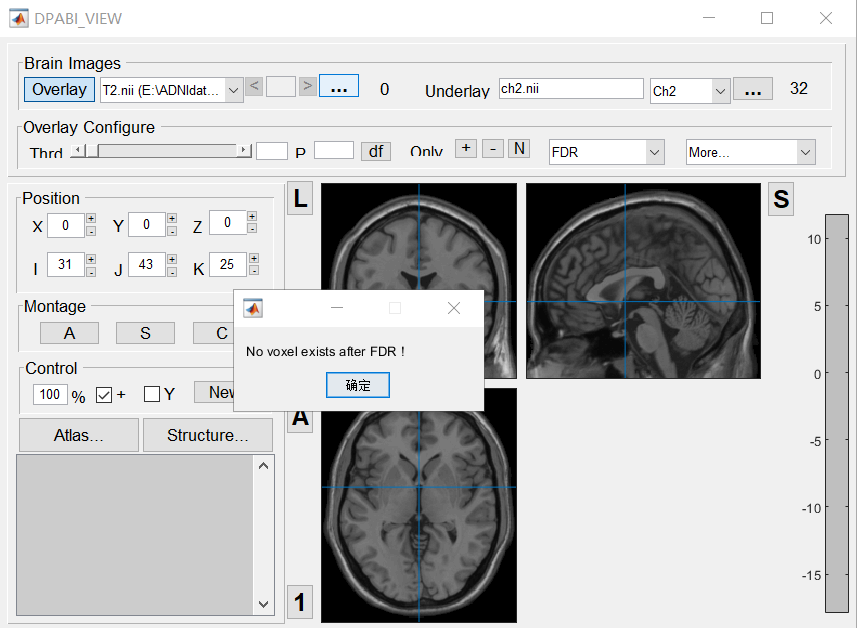 DPABI_VIEW
Brain Images
Overlay T2.nii (E:\ADNIdat... < > ... 0 Underlay ch2.nii Ch2 ... 32
Overlay Configure
Thrd P df Only + - N FDR More...
Position
X 0 + - Y 0 + - Z 0 + -
I 31 + - J 43 + - K 25 + -
Montage
A S C
Control
100 % + Y New
Atlas... Structure...
L
S
A
1
No voxel exists after FDR !
确定
10
5
0
-5
-10
-15